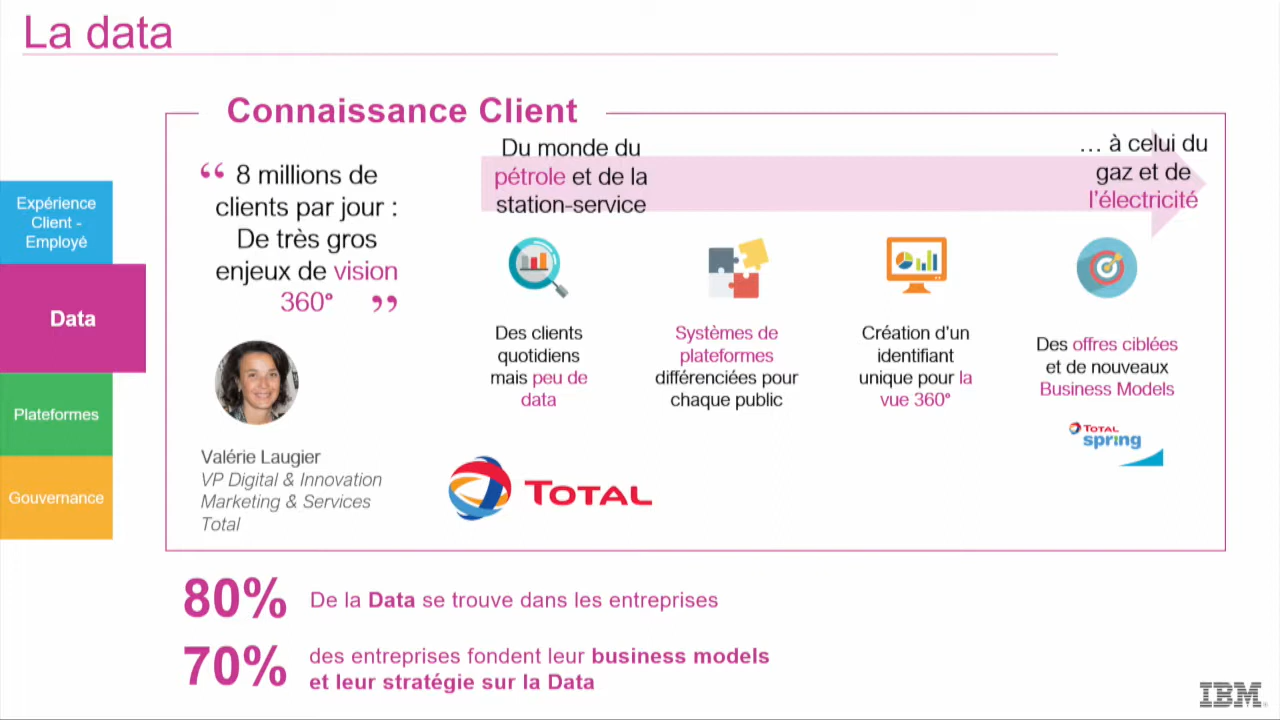 La data
Connaissance Client
“ 8 millions de
clients par jour :
De très gros
enjeux de vision
360° ”
Valérie Laugier
VP Digital & Innovation
Marketing & Services
Total
Du monde du
pétrole et de la
station-service
… à celui du
gaz et de
l’électricité
Des clients
quotidiens
mais peu de
data
Systèmes de
plateformes
différenciées pour
chaque public
Création d’un
identifiant
unique pour la
vue 360°
Des offres ciblées
et de nouveaux
Business Models
TOTAL
spring
TOTAL
Expérience
Client -
Employé
Data
Plateformes
Gouvernance
80% De la Data se trouve dans les entreprises
70% des entreprises fondent leur business models
et leur stratégie sur la Data
IBM